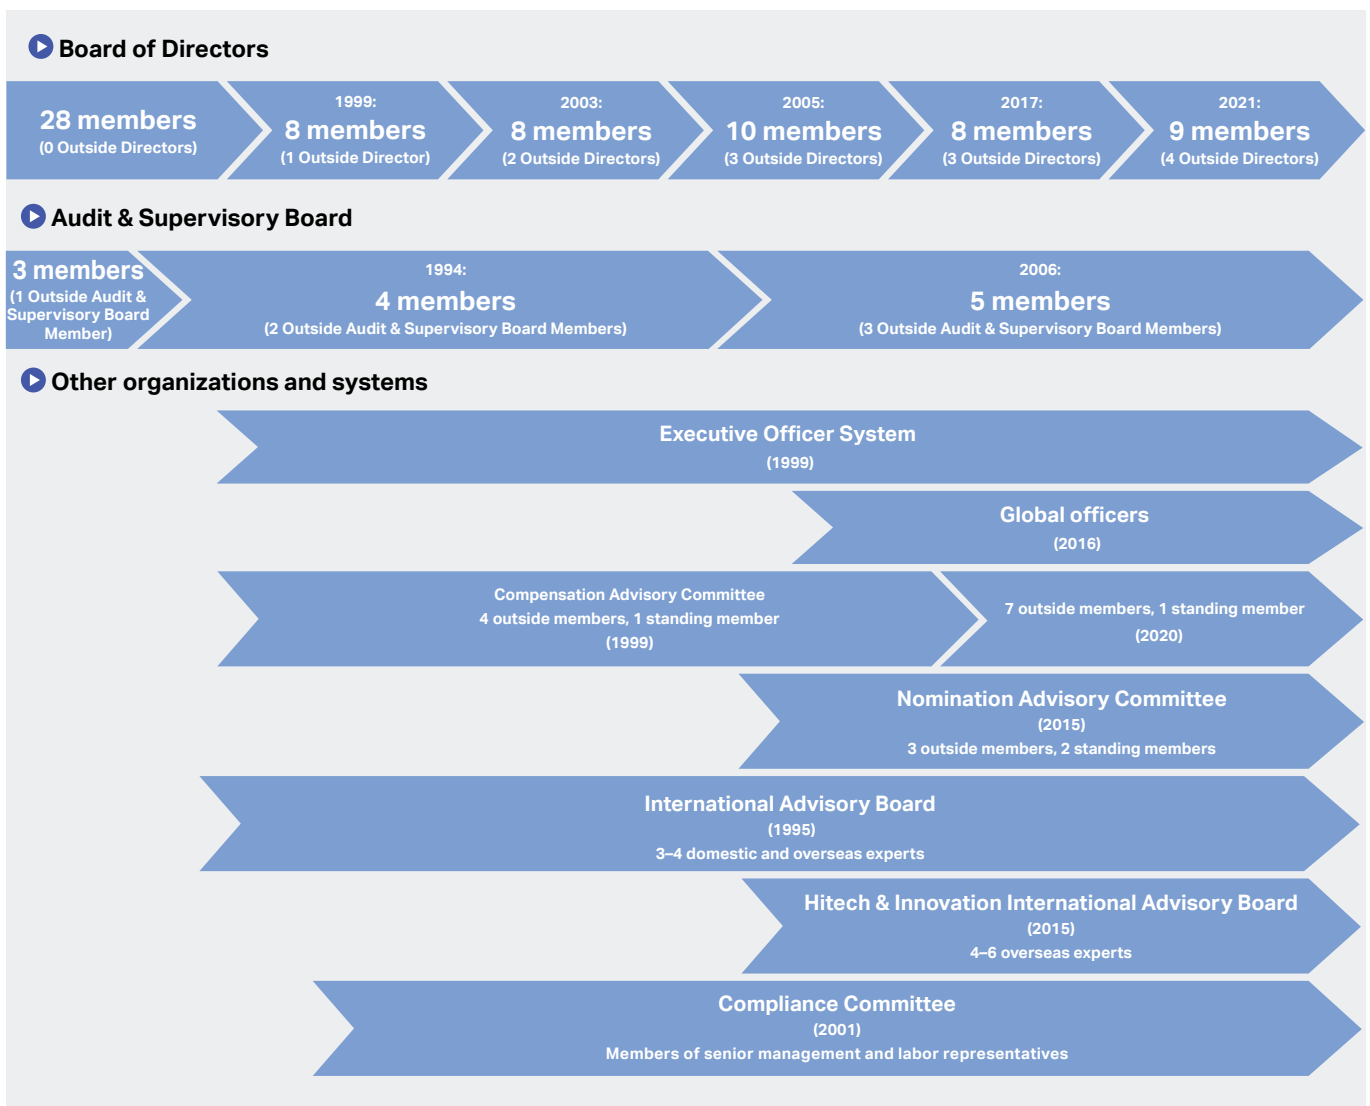 Board of Directors
28 members
(0 Outside Directors)
1999:
8 members
(1 Outside Director)
2003:
8 members
(2 Outside Directors)
2005:
10 members
(3 Outside Directors)
2017:
8 members
(3 Outside Directors)
2021:
9 members
(4 Outside Directors)
Audit & Supervisory Board
3 members
(1 Outside Audit &
Supervisory Board
Member)
1994:
4 members
(2 Outside Audit & Supervisory Board Members)
2006:
5 members
(3 Outside Audit & Supervisory Board Members)
Other organizations and systems
Executive Officer System
(1999)
Global officers
(2016)
Compensation Advisory Committee
4 outside members, 1 standing member
(1999)
7 outside members, 1 standing member
(2020)
Nomination Advisory Committee
(2015)
3 outside members, 2 standing members
International Advisory Board
(1995)
3–4 domestic and overseas experts
Hitech & Innovation International Advisory Board
(2015)
4–6 overseas experts
Compliance Committee
(2001)
Members of senior management and labor representatives